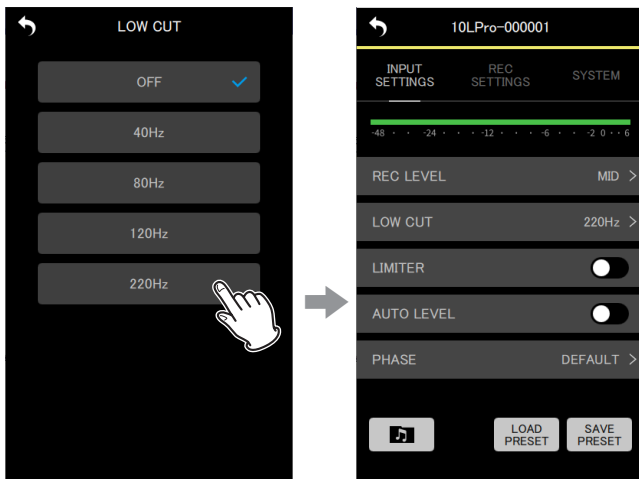 LOW CUT
OFF
40Hz
80Hz
120Hz
220Hz
10LPro-000001
INPUT SETTINGS
REC SETTINGS
SYSTEM
-48 · · -24 · · · -12 · · · -6 · · -2 0 · · 6
REC LEVEL MID >
LOW CUT 220Hz >
LIMITER
AUTO LEVEL
PHASE DEFAULT >
LOAD PRESET
SAVE PRESET